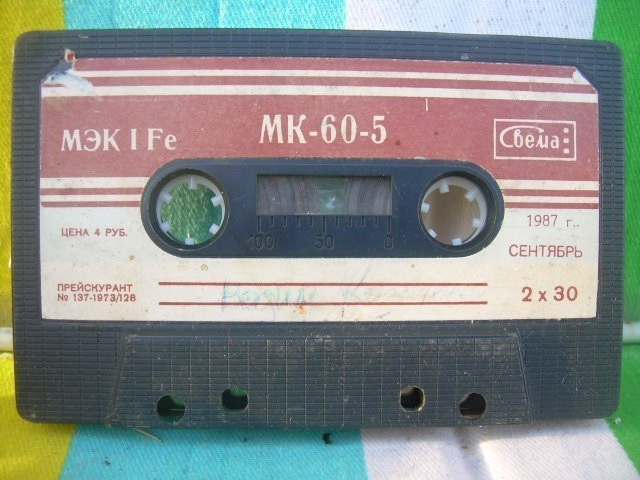 МЭК I Fe
МК-60-5
Свема
ЦЕНА 4 РУБ.
100 50 0
1987 г.
СЕНТЯБРЬ
ПРЕЙСКУРАНТ
№ 137-1973/12В
2 x 30